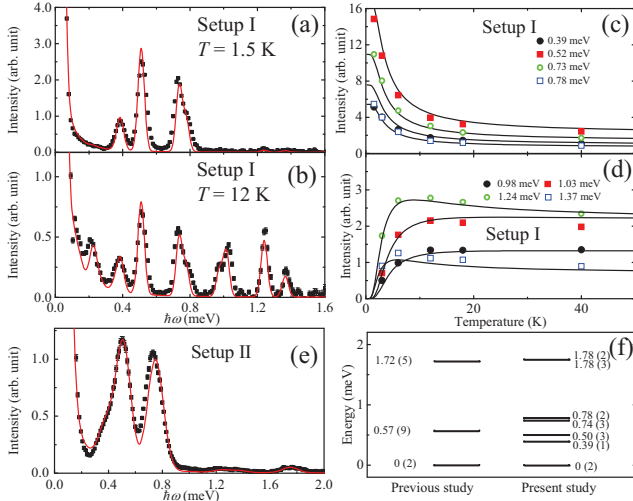 (a)
Setup I
T = 1.5 K
Intensity (arb. unit)
4.0
3.0
2.0
1.0
0.0
(b)
Setup I
T = 12 K
Intensity (arb. unit)
1.0
0.5
0.0
0.0 0.4 0.8 1.2 1.6
ħω (meV)
(e)
Setup II
Intensity (arb. unit)
1.0
0.5
0.0
0.0 0.4 0.8 1.2 1.6 2.0
ħω (meV)
(c)
Setup I
0.39 meV
0.52 meV
0.73 meV
0.78 meV
Intensity (arb. unit)
16
12
8
4
0
(d)
0.98 meV 1.03 meV
1.24 meV 1.37 meV
Setup I
Intensity (arb. unit)
3
2
1
0
0 20 40
Temperature (K)
(f)
Energy (meV)
2
1
0
1.72 (5)
0.57 (9)
0 (2)
1.78 (2)
1.78 (3)
0.78 (2)
0.74 (3)
0.50 (3)
0.39 (1)
0 (2)
Previous study Present study